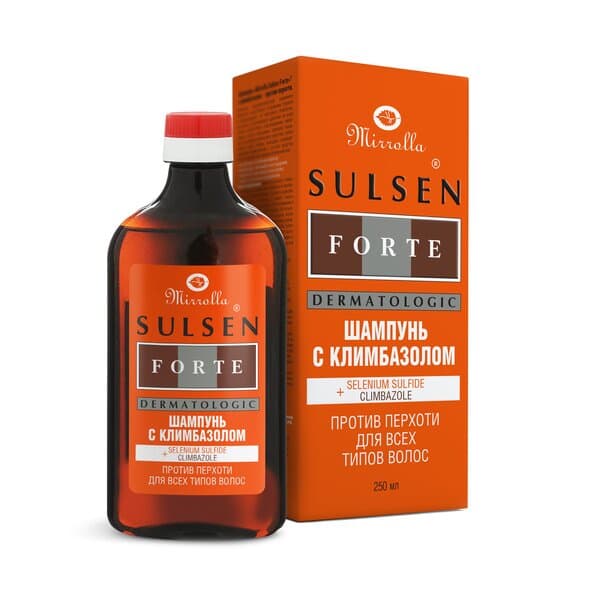 Mirrolla
SULSEN®
FORTE
DERMATOLOGIC
ШАМПУНЬ
С КЛИМБАЗОЛОМ
+ SELENIUM SULFIDE
CLIMBAZOLE
ПРОТИВ ПЕРХОТИ
ДЛЯ ВСЕХ ТИПОВ ВОЛОС
Mirrolla
SULSEN®
FORTE
DERMATOLOGIC
ШАМПУНЬ
С КЛИМБАЗОЛОМ
+ SELENIUM SULFIDE
CLIMBAZOLE
ПРОТИВ ПЕРХОТИ
ДЛЯ ВСЕХ
ТИПОВ ВОЛОС
250 мл